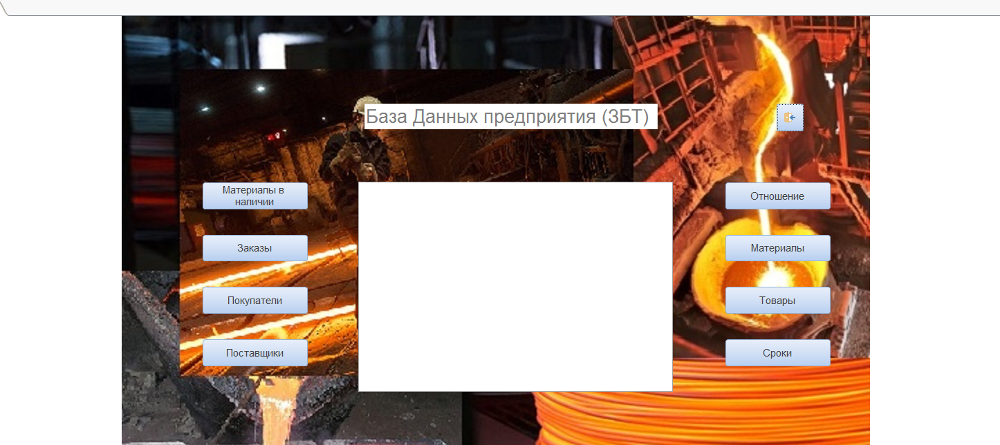 База Данных предприятия (ЗБТ)
Материалы в
наличии
Заказы
Покупатели
Поставщики
Отношение
Материалы
Товары
Сроки